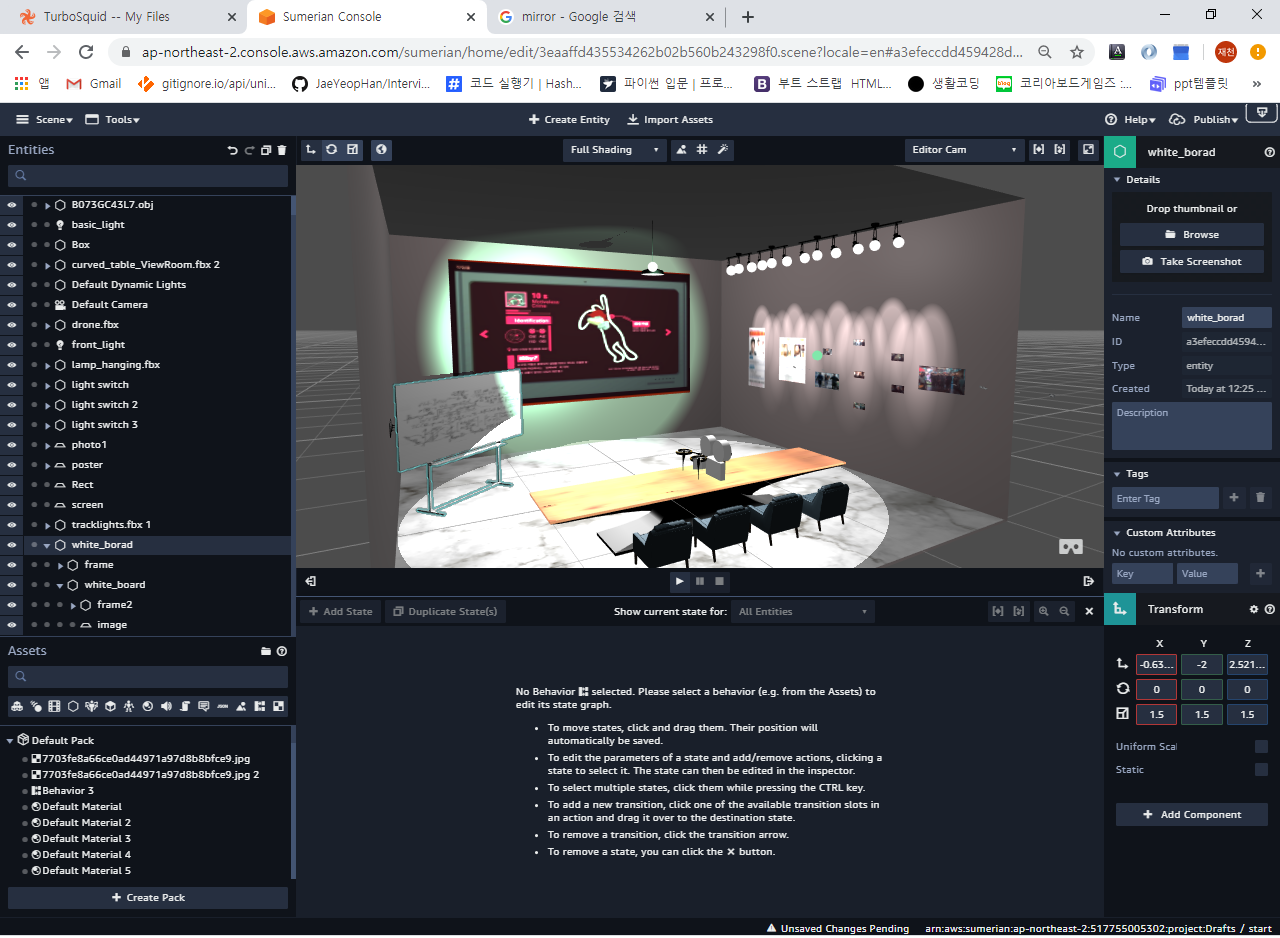 TurboSquid -- My Files
Sumerian Console
mirror - Google 검색
ap-northeast-2.console.aws.amazon.com/sumerian/home/edit/3eaaffd435534262b02b560b243298f0.scene?locale=en#a3efeccdd459428d...
재천
앱
Gmail
gitignore.io/api/uni...
JaeYeopHan/Intervi...
코드 실행기 | Hash...
파이썬 입문 | 프로...
부트 스트랩 HTML...
생활코딩
코리아보드게임즈 :...
ppt템플릿
Scene
Tools
Create Entity
Import Assets
Help
Publish
Entities
Full Shading
Editor Cam
white_borad
B073GC43L7.obj
basic_light
Box
curved_table_ViewRoom.fbx 2
Default Dynamic Lights
Default Camera
drone.fbx
front_light
lamp_hanging.fbx
light switch
light switch 2
light switch 3
photo1
poster
Rect
screen
tracklights.fbx 1
white_borad
frame
white_board
frame2
image
Details
Drop thumbnail or
Browse
Take Screenshot
Name
white_borad
ID
a3efeccdd4594...
Type
entity
Created
Today at 12:25 ...
Description
Tags
Enter Tag
Custom Attributes
No custom attributes.
Key
Value
Transform
X Y Z
-0.63... -2 2.521...
0 0 0
1.5 1.5 1.5
Uniform Scal
Static
Add Component
Add State
Duplicate State(s)
Show current state for:
All Entities
No Behavior selected. Please select a behavior (e.g. from the Assets) to
edit its state graph.
To move states, click and drag them. Their position will
automatically be saved.
To edit the parameters of a state and add/remove actions, clicking a
state to select it. The state can then be edited in the inspector.
To select multiple states, click them while pressing the CTRL key.
To add a new transition, click one of the available transition slots in
an action and drag it over to the destination state.
To remove a transition, click the transition arrow.
To remove a state, you can click the ✕ button.
Assets
Default Pack
7703fe8a66ce0ad44971a97d8b8bfce9.jpg
7703fe8a66ce0ad44971a97d8b8bfce9.jpg 2
Behavior 3
Default Material
Default Material 2
Default Material 3
Default Material 4
Default Material 5
Create Pack
Unsaved Changes Pending
arn:aws:sumerian:ap-northeast-2:517755005302:project:Drafts / start